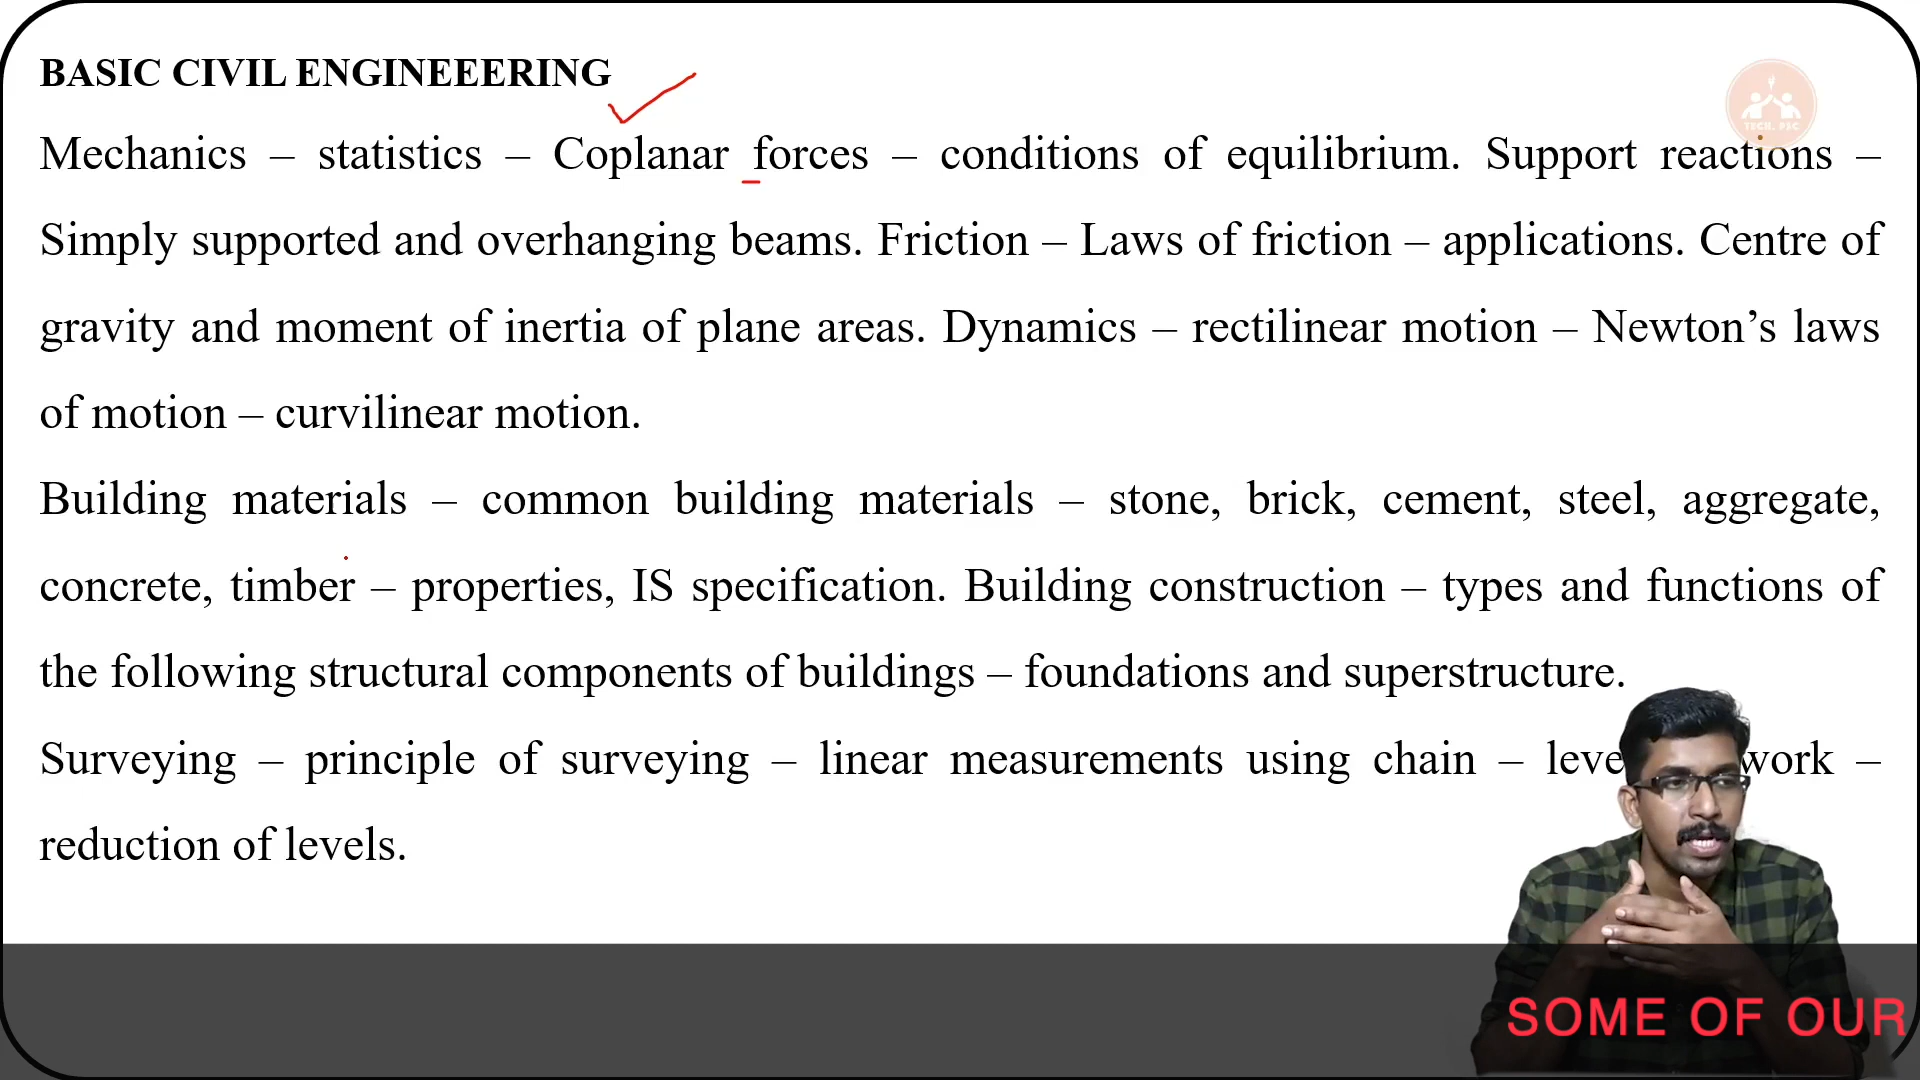 BASIC CIVIL ENGINEEERING
TECH. PSC
Mechanics – statistics – Coplanar forces – conditions of equilibrium. Support reactions –
Simply supported and overhanging beams. Friction – Laws of friction – applications. Centre of
gravity and moment of inertia of plane areas. Dynamics – rectilinear motion – Newton’s laws
of motion – curvilinear motion.
Building materials – common building materials – stone, brick, cement, steel, aggregate,
concrete, timber – properties, IS specification. Building construction – types and functions of
the following structural components of buildings – foundations and superstructure.
Surveying – principle of surveying – linear measurements using chain – work –
reduction of levels.
SOME OF OUR